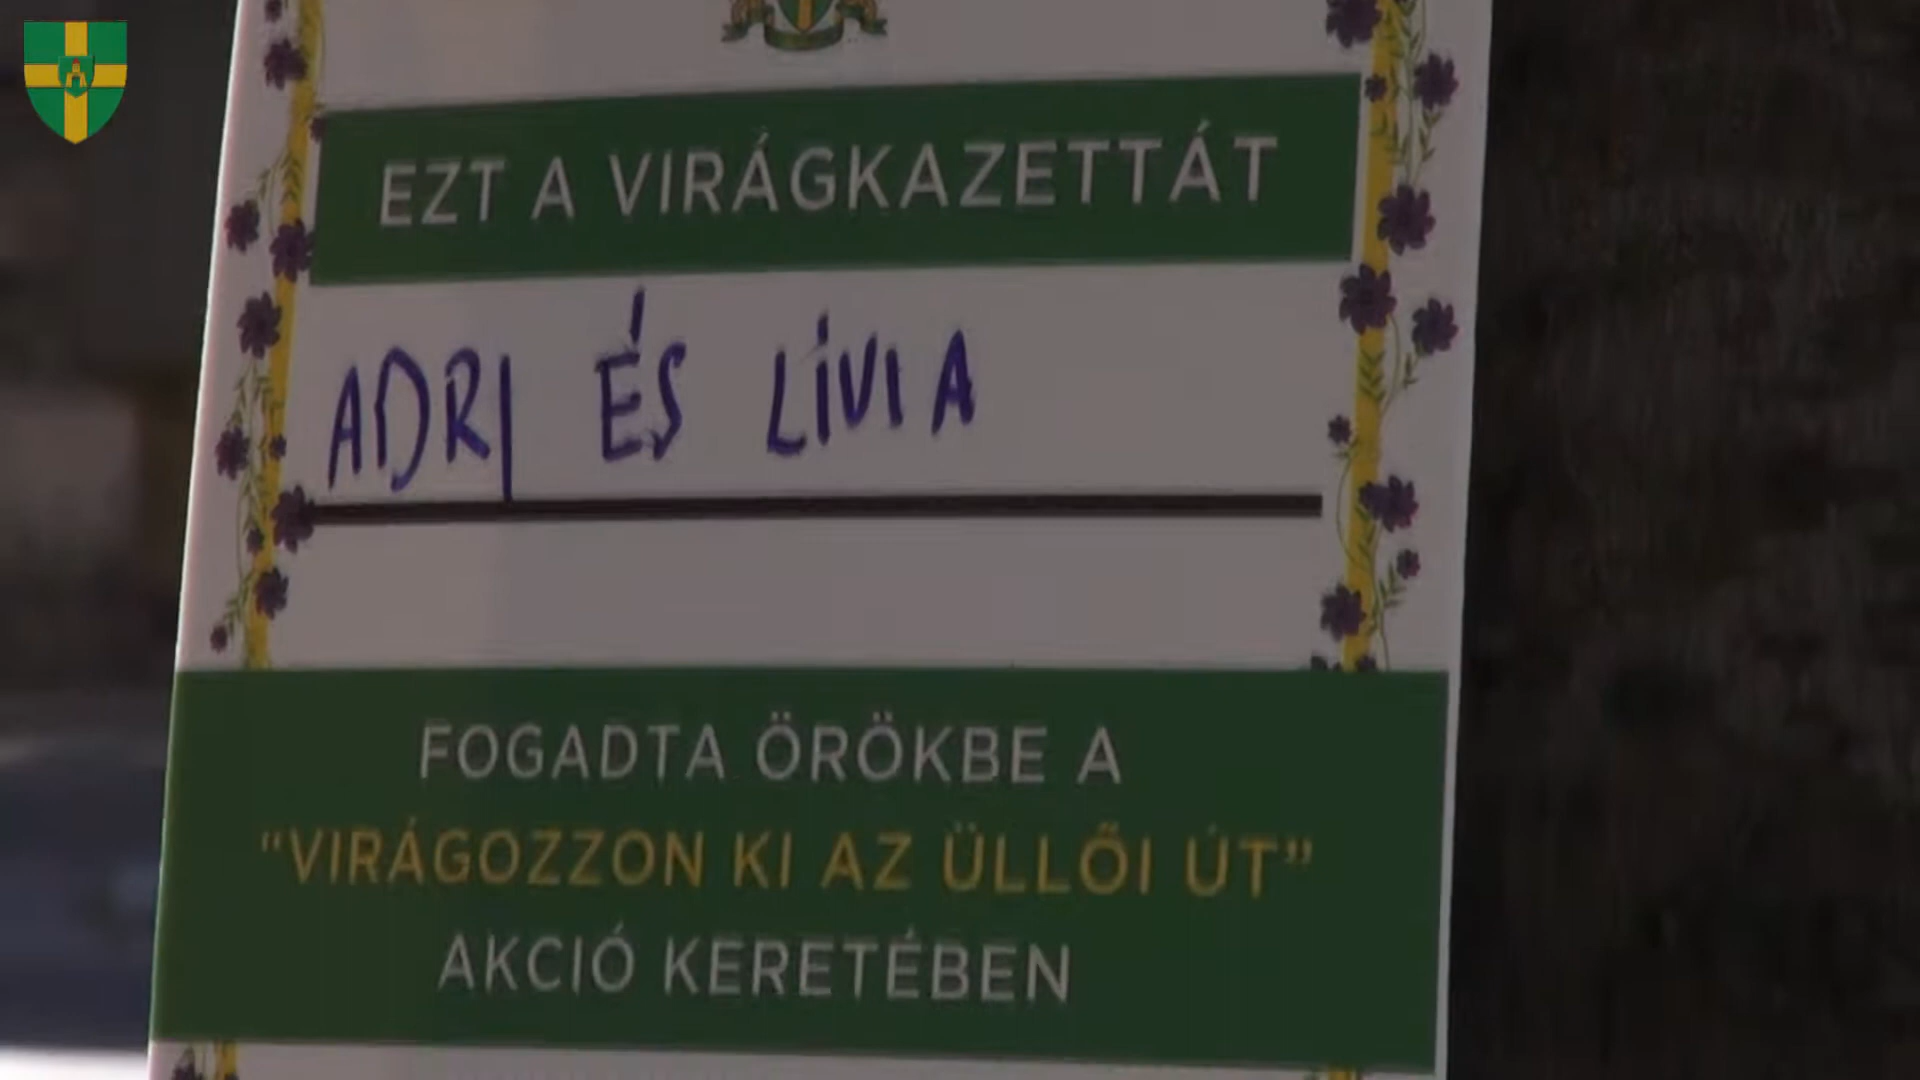 EZT A VIRÁGKAZETTÁT
ADRI ÉS LÍVIA
FOGADTA ÖRÖKBE A
"VIRÁGOZZON KI AZ ÜLLŐI ÚT"
AKCIÓ KERETÉBEN